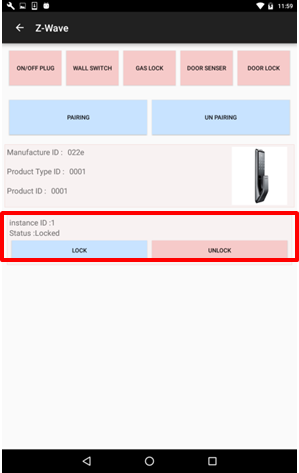 11:59
Z-Wave
ON/OFF PLUG
WALL SWITCH
GAS LOCK
DOOR SENSER
DOOR LOCK
PAIRING
UN PAIRING
Manufacture ID : 022e
Product Type ID : 0001
Product ID : 0001
instance ID :1
Status :Locked
LOCK
UNLOCK